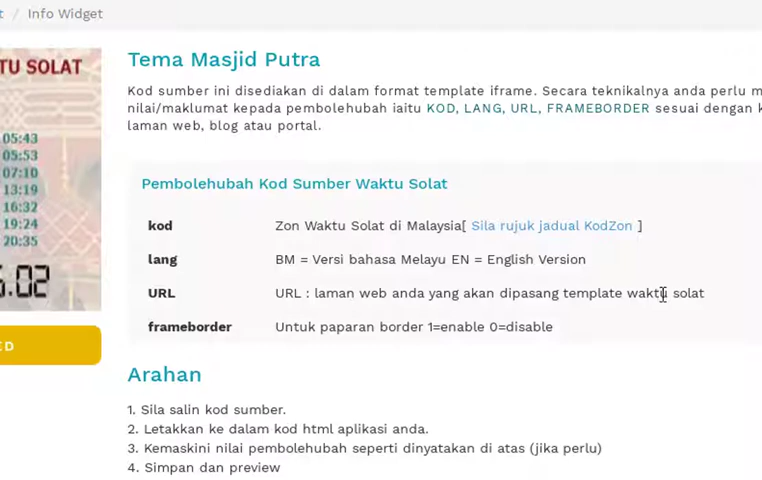 t / Info Widget
TU SOLAT
05:43
05:53
07:10
13:19
16:32
19:24
20:35
5.02
ED
Tema Masjid Putra
Kod sumber ini disediakan di dalam format template iframe. Secara teknikalnya anda perlu m
nilai/maklumat kepada pembolehubah iaitu KOD, LANG, URL, FRAMEBORDER sesuai dengan k
laman web, blog atau portal.
Pembolehubah Kod Sumber Waktu Solat
kod Zon Waktu Solat di Malaysia[ Sila rujuk jadual KodZon ]
lang BM = Versi bahasa Melayu EN = English Version
URL URL : laman web anda yang akan dipasang template waktu solat
frameborder Untuk paparan border 1=enable 0=disable
Arahan
1. Sila salin kod sumber.
2. Letakkan ke dalam kod html aplikasi anda.
3. Kemaskini nilai pembolehubah seperti dinyatakan di atas (jika perlu)
4. Simpan dan preview